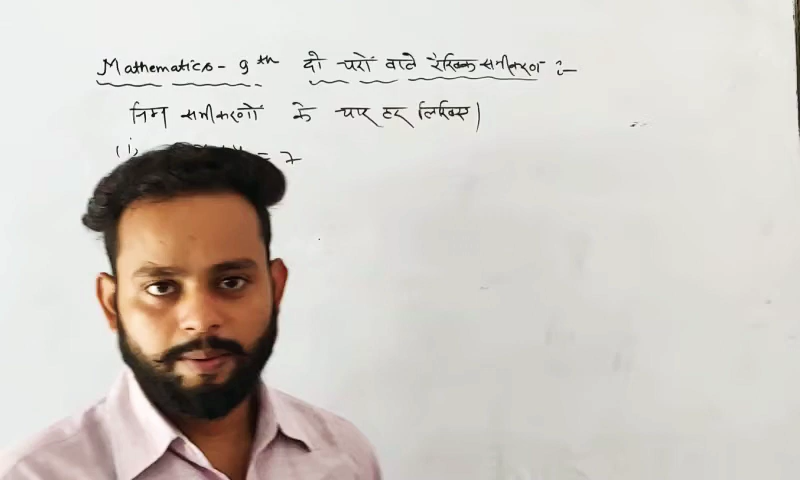 Mathematics - 9th दो चरों वाले रैखिक समीकरण :-
निम्न समीकरणों के चार हल लिखिए।
(i) = 7